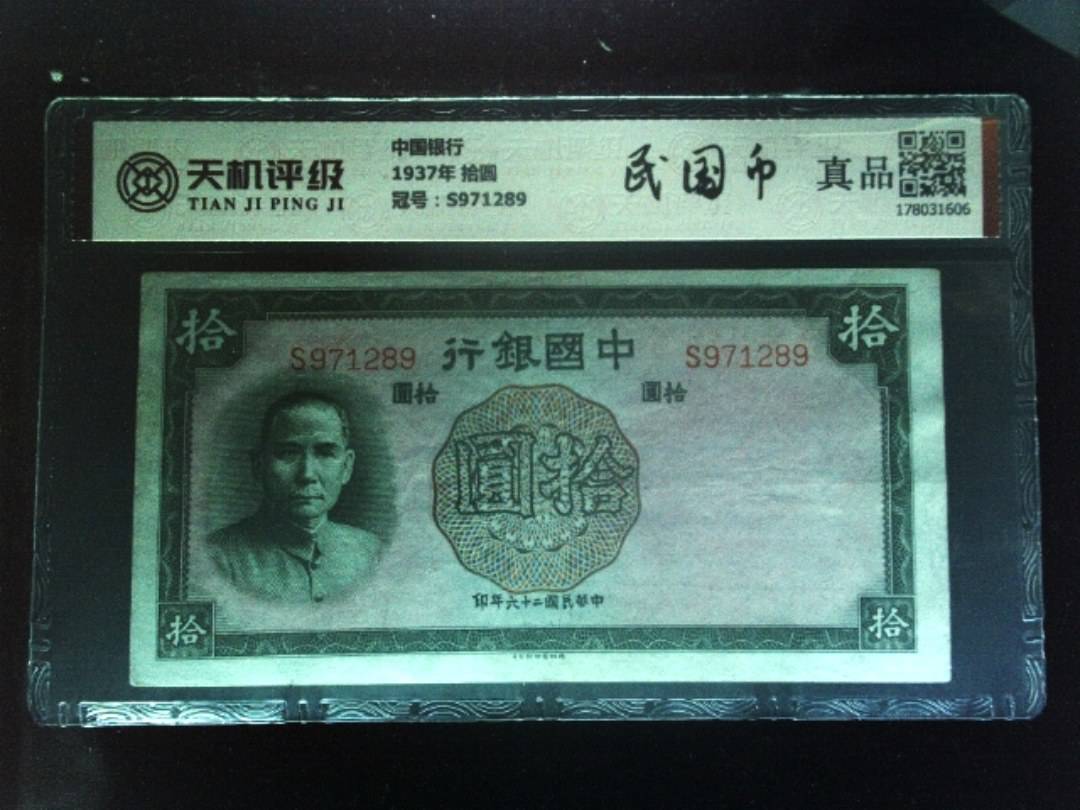 天机评级
TIAN JI PING JI
中国银行
1937年 拾圆
冠号：S971289
民国币
真品
178031606
拾
拾
S971289
行銀國中
S971289
圓拾
圓拾
圓拾
印年六十二國民華中
拾
拾